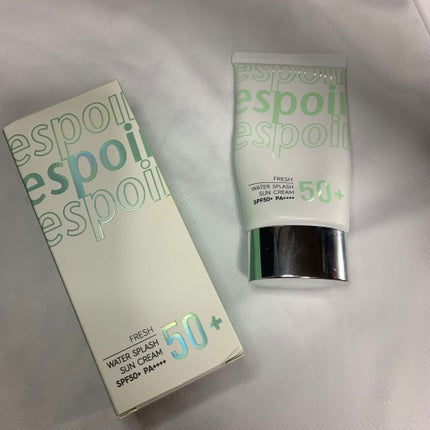 espoir
espoir
espoir
FRESH
WATER SPLASH
SUN CREAM
SPF50+ PA++++
50+
espoir
espoir
espoir
FRESH
WATER SPLASH
SUN CREAM
SPF50+ PA++++
50+